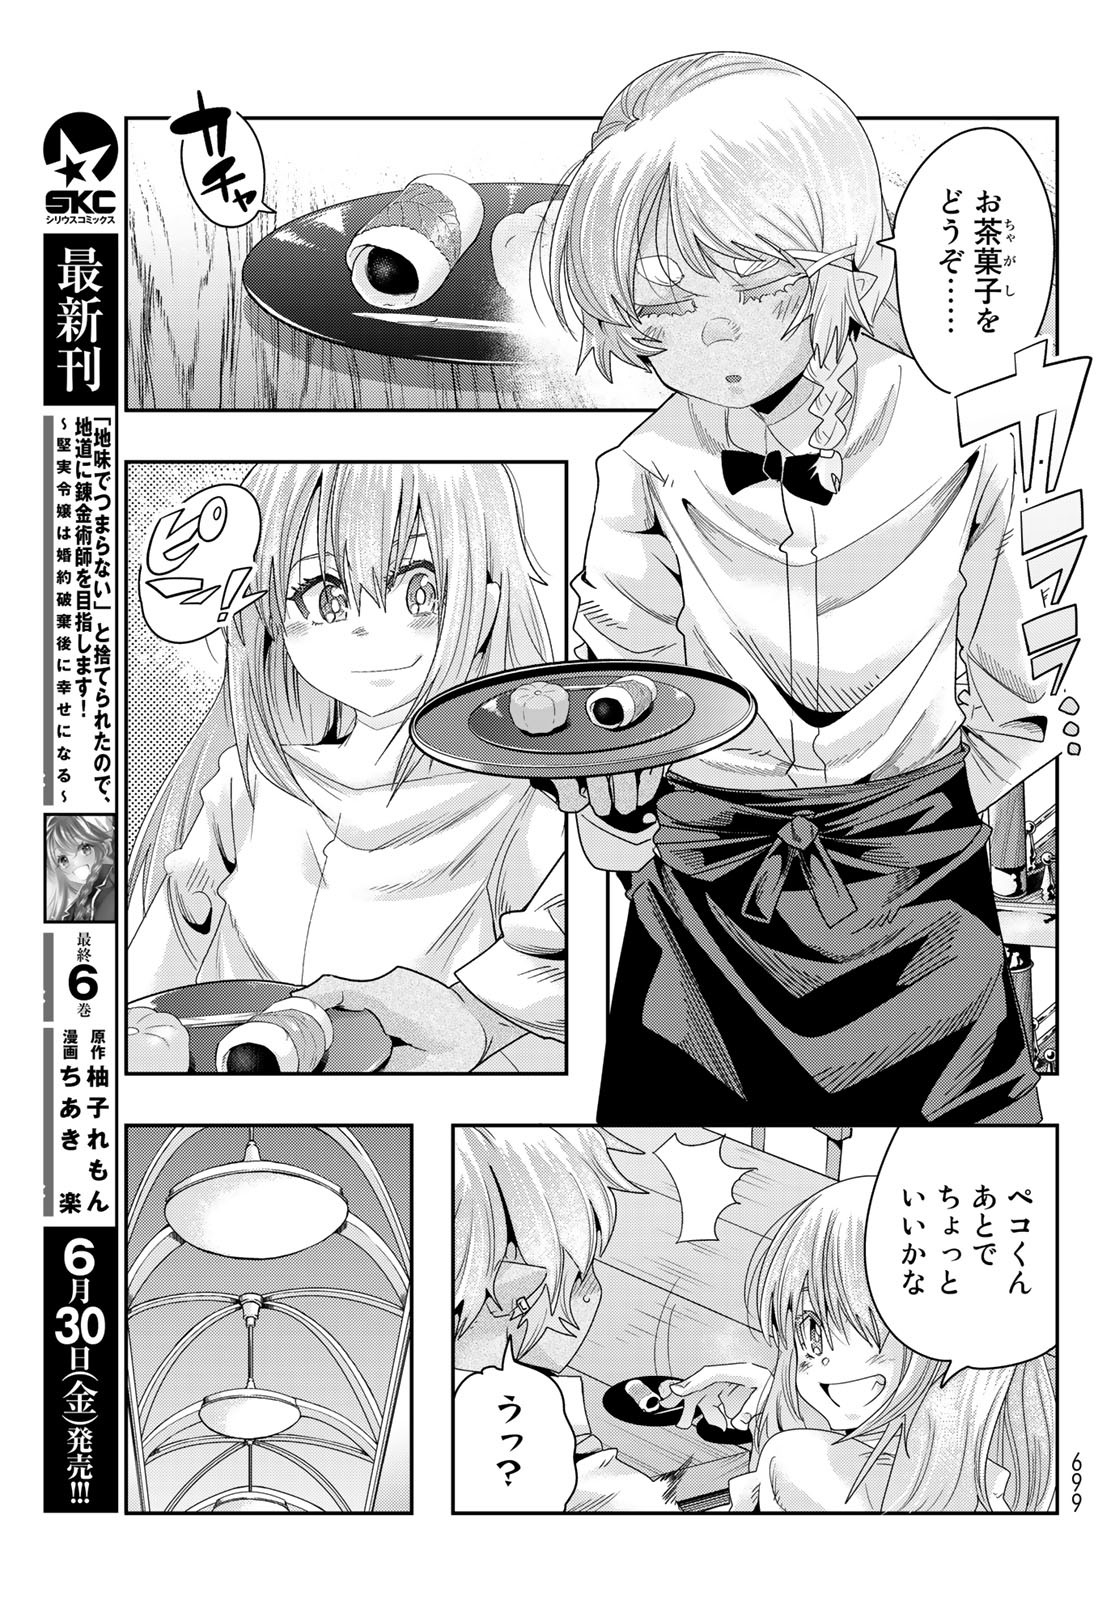 お茶菓子を
ちゃがし
どうぞ……
ガチャ
ガシシシ…
ピーン!
ペコくん
あとで
ちょっと
いいかな
うっ?
699
SKC
シリウスコミックス
最新刊
「地味でつまらない」と捨てられたので、
地道に錬金術師を目指します!
〜堅実令嬢は婚約破棄後に幸せになる〜
最終6巻
原作 柚子れもん
漫画 ちあき楽
6月30日(金)発売!!!